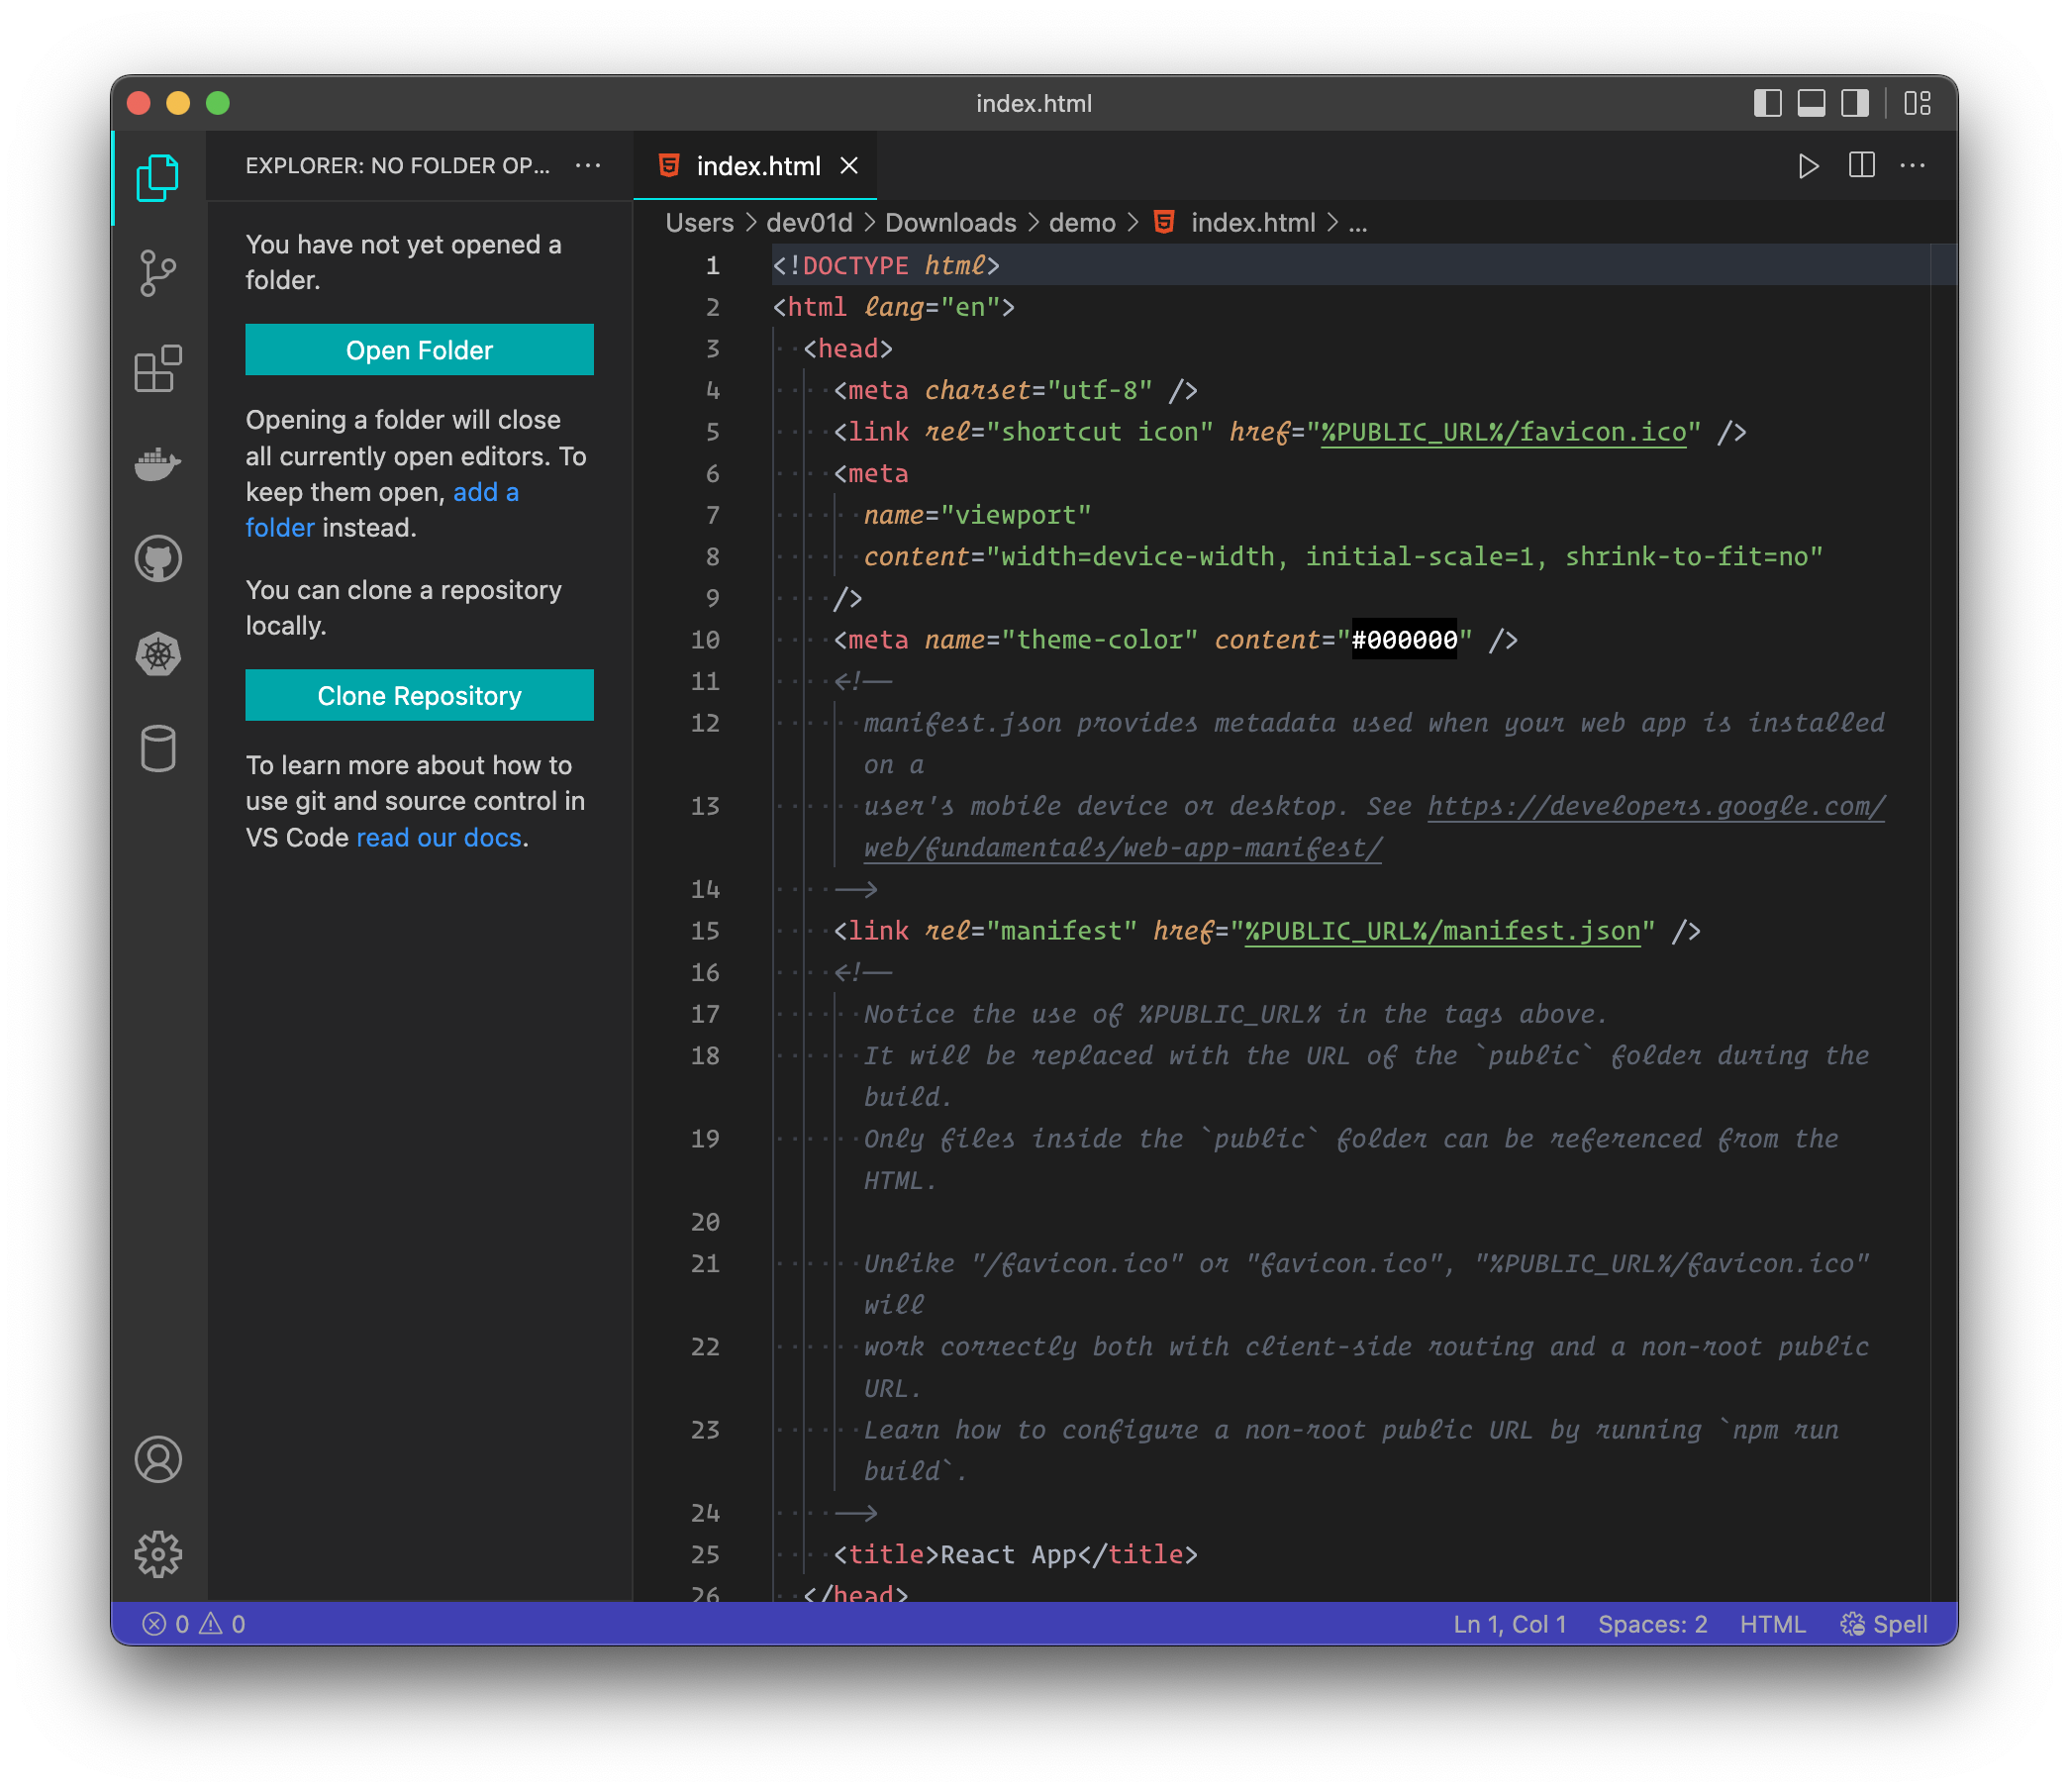 index.html
EXPLORER: NO FOLDER OP...
You have not yet opened a
folder.
Open Folder
Opening a folder will close
all currently open editors. To
keep them open, add a
folder instead.
You can clone a repository
locally.
Clone Repository
To learn more about how to
use git and source control in
VS Code read our docs.
index.html
Users > dev01d > Downloads > demo > index.html > ...
1 <!DOCTYPE html>
2 <html lang="en">
3 <head>
4 <meta charset="utf-8" />
5 <link rel="shortcut icon" href="%PUBLIC_URL%/favicon.ico" />
6 <meta
7 name="viewport"
8 content="width=device-width, initial-scale=1, shrink-to-fit=no"
9 />
10 <meta name="theme-color" content="#000000" />
11 <!--
12 manifest.json provides metadata used when your web app is installed
on a
13 user's mobile device or desktop. See https://developers.google.com/
web/fundamentals/web-app-manifest/
14 -->
15 <link rel="manifest" href="%PUBLIC_URL%/manifest.json" />
16 <!--
17 Notice the use of %PUBLIC_URL% in the tags above.
18 It will be replaced with the URL of the `public` folder during the
build.
19 Only files inside the `public` folder can be referenced from the
HTML.
20
21 Unlike "/favicon.ico" or "favicon.ico", "%PUBLIC_URL%/favicon.ico"
will
22 work correctly both with client-side routing and a non-root public
URL.
23 Learn how to configure a non-root public URL by running `npm run
build`.
24 -->
25 <title>React App</title>
26 </head>
0 0
Ln 1, Col 1 Spaces: 2 HTML Spell